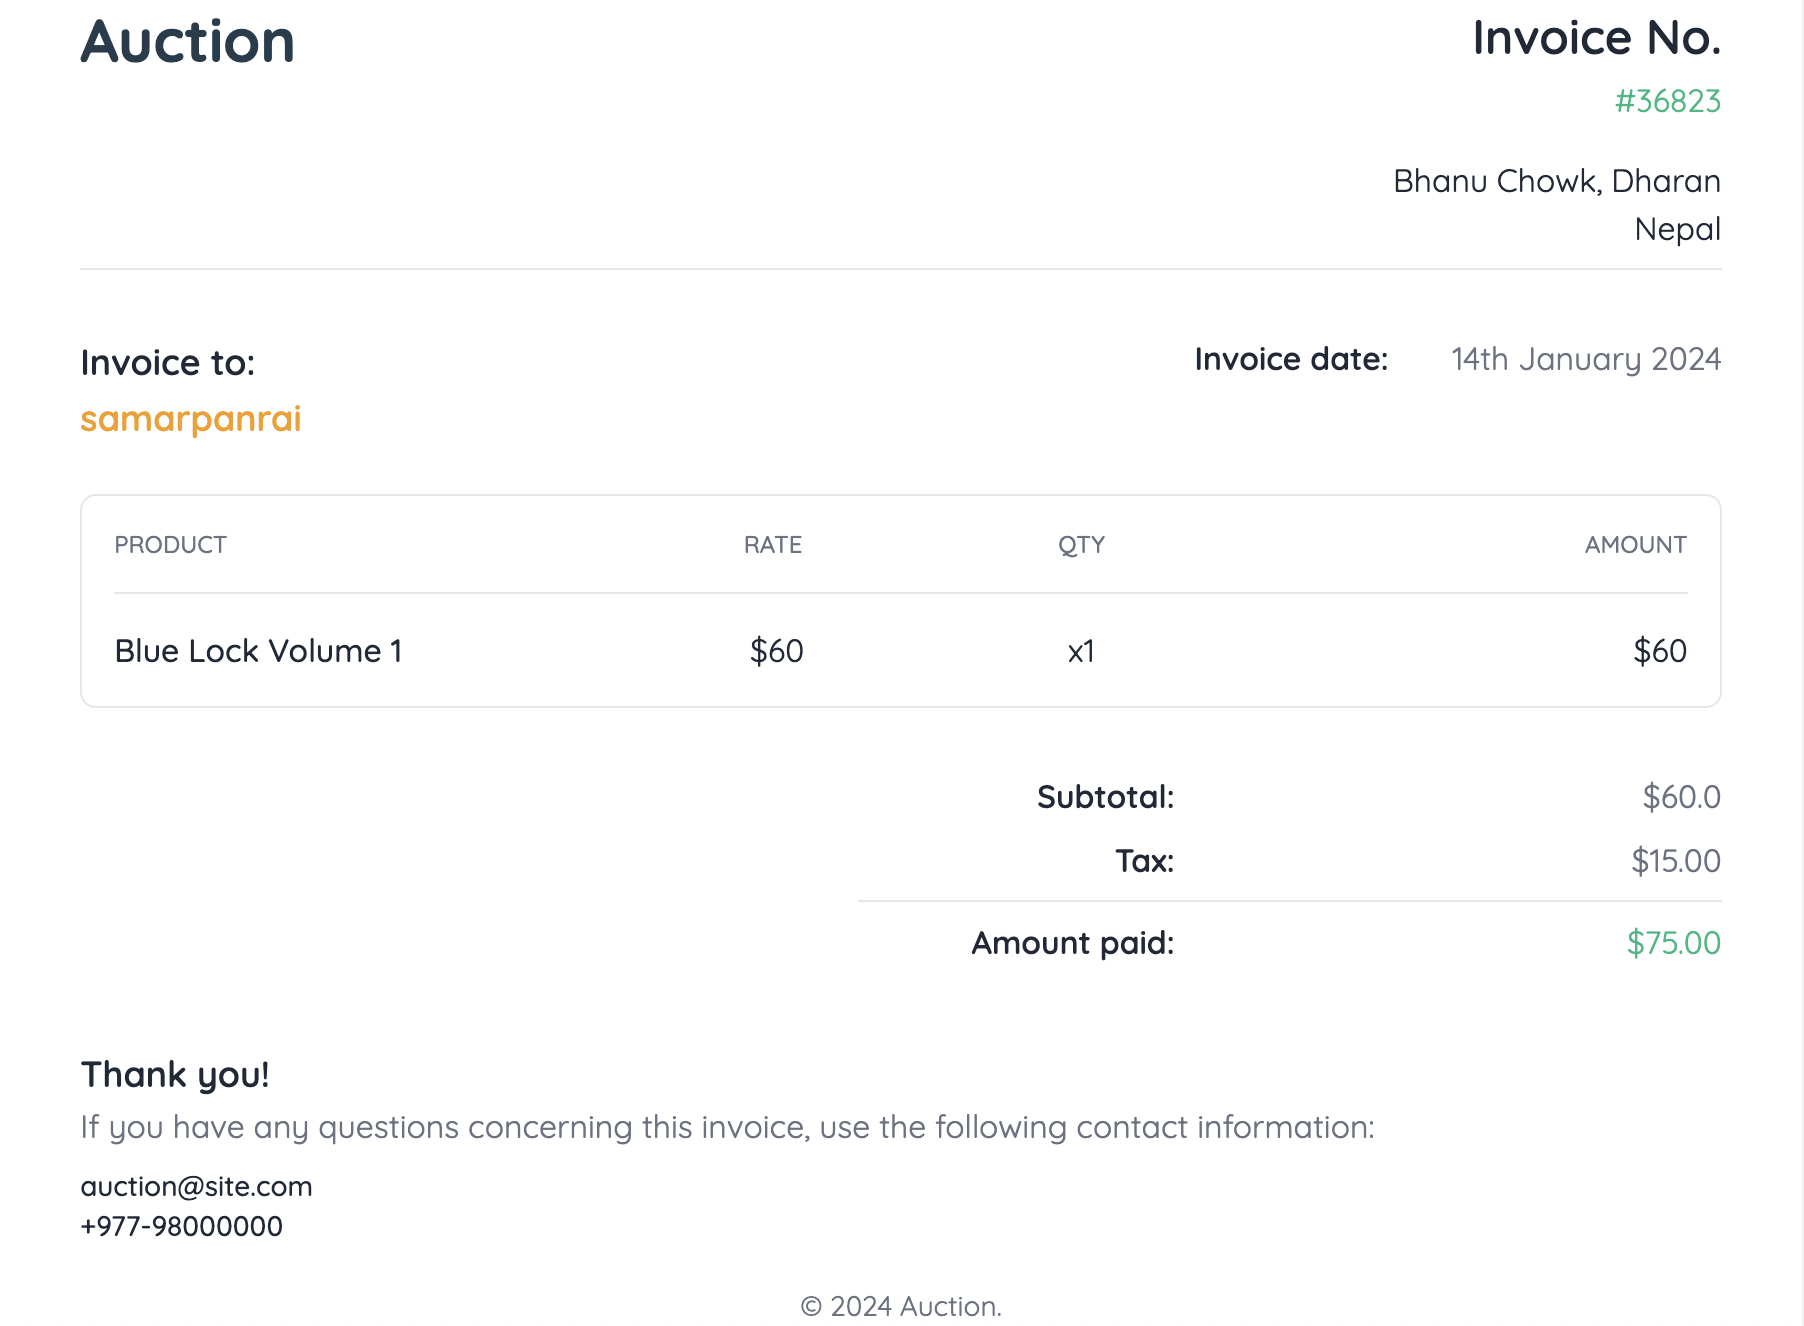 Auction
Invoice No.
#36823
Bhanu Chowk, Dharan
Nepal
Invoice to:
samarpanrai
Invoice date: 14th January 2024
PRODUCT RATE QTY AMOUNT
Blue Lock Volume 1 $60 x1 $60
Subtotal: $60.0
Tax: $15.00
Amount paid: $75.00
Thank you!
If you have any questions concerning this invoice, use the following contact information:
auction@site.com
+977-98000000
© 2024 Auction.